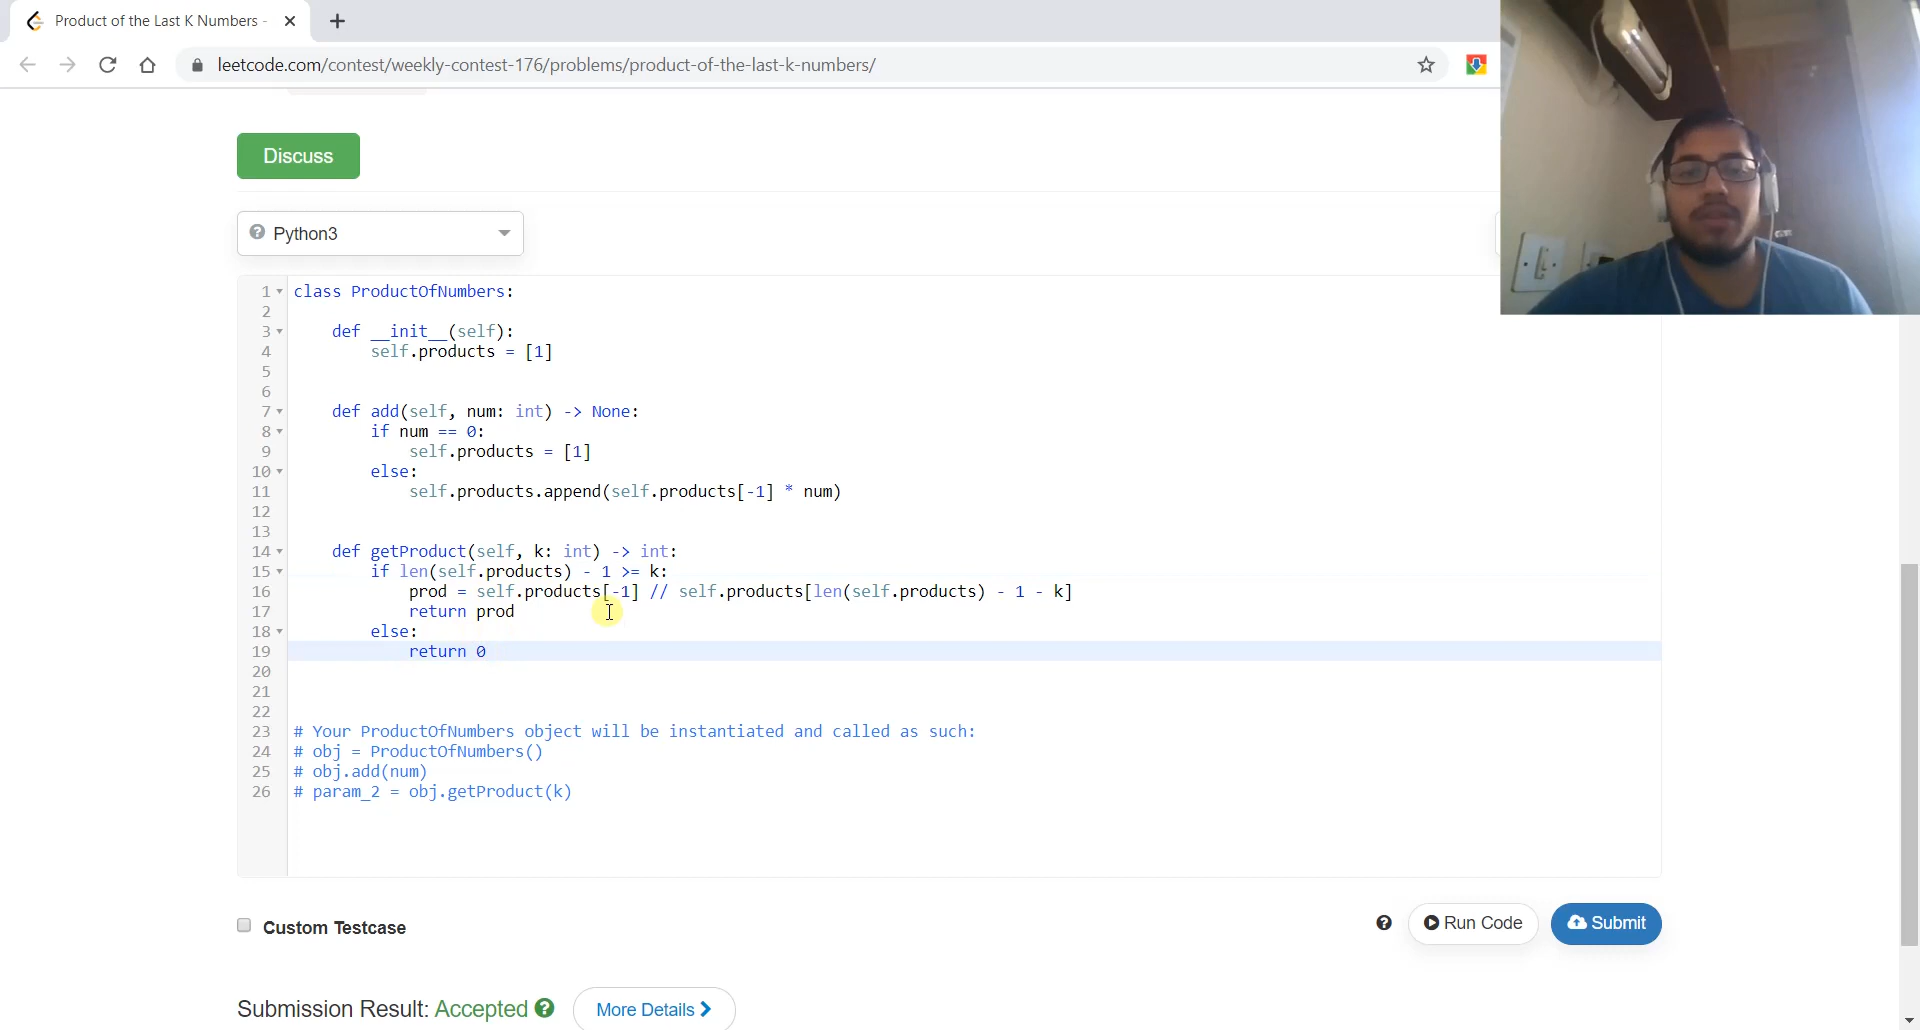 Product of the Last K Numbers -
leetcode.com/contest/weekly-contest-176/problems/product-of-the-last-k-numbers/
Discuss
Python3
1 class ProductOfNumbers:
2
3 def __init__(self):
4 self.products = [1]
5
6
7 def add(self, num: int) -> None:
8 if num == 0:
9 self.products = [1]
10 else:
11 self.products.append(self.products[-1] * num)
12
13
14 def getProduct(self, k: int) -> int:
15 if len(self.products) - 1 >= k:
16 prod = self.products[-1] // self.products[len(self.products) - 1 - k]
17 return prod
18 else:
19 return 0
20
21
22
23 # Your ProductOfNumbers object will be instantiated and called as such:
24 # obj = ProductOfNumbers()
25 # obj.add(num)
26 # param_2 = obj.getProduct(k)
Custom Testcase
Run Code
Submit
Submission Result: Accepted
More Details